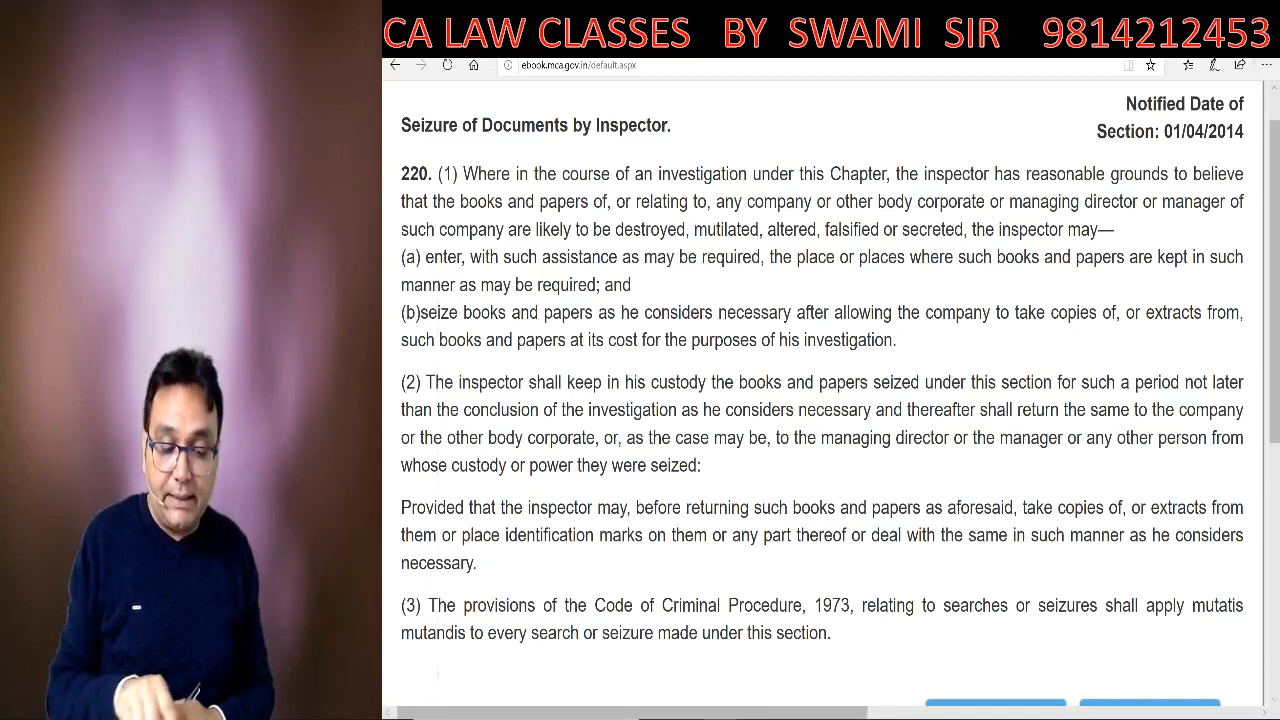 CA LAW CLASSES BY SWAMI SIR 9814212453
ebook.mca.gov.in/default.aspx
Notified Date of
Seizure of Documents by Inspector.
Section: 01/04/2014
220. (1) Where in the course of an investigation under this Chapter, the inspector has reasonable grounds to believe
that the books and papers of, or relating to, any company or other body corporate or managing director or manager of
such company are likely to be destroyed, mutilated, altered, falsified or secreted, the inspector may—
(a) enter, with such assistance as may be required, the place or places where such books and papers are kept in such
manner as may be required; and
(b)seize books and papers as he considers necessary after allowing the company to take copies of, or extracts from,
such books and papers at its cost for the purposes of his investigation.
(2) The inspector shall keep in his custody the books and papers seized under this section for such a period not later
than the conclusion of the investigation as he considers necessary and thereafter shall return the same to the company
or the other body corporate, or, as the case may be, to the managing director or the manager or any other person from
whose custody or power they were seized:
Provided that the inspector may, before returning such books and papers as aforesaid, take copies of, or extracts from
them or place identification marks on them or any part thereof or deal with the same in such manner as he considers
necessary.
(3) The provisions of the Code of Criminal Procedure, 1973, relating to searches or seizures shall apply mutatis
mutandis to every search or seizure made under this section.